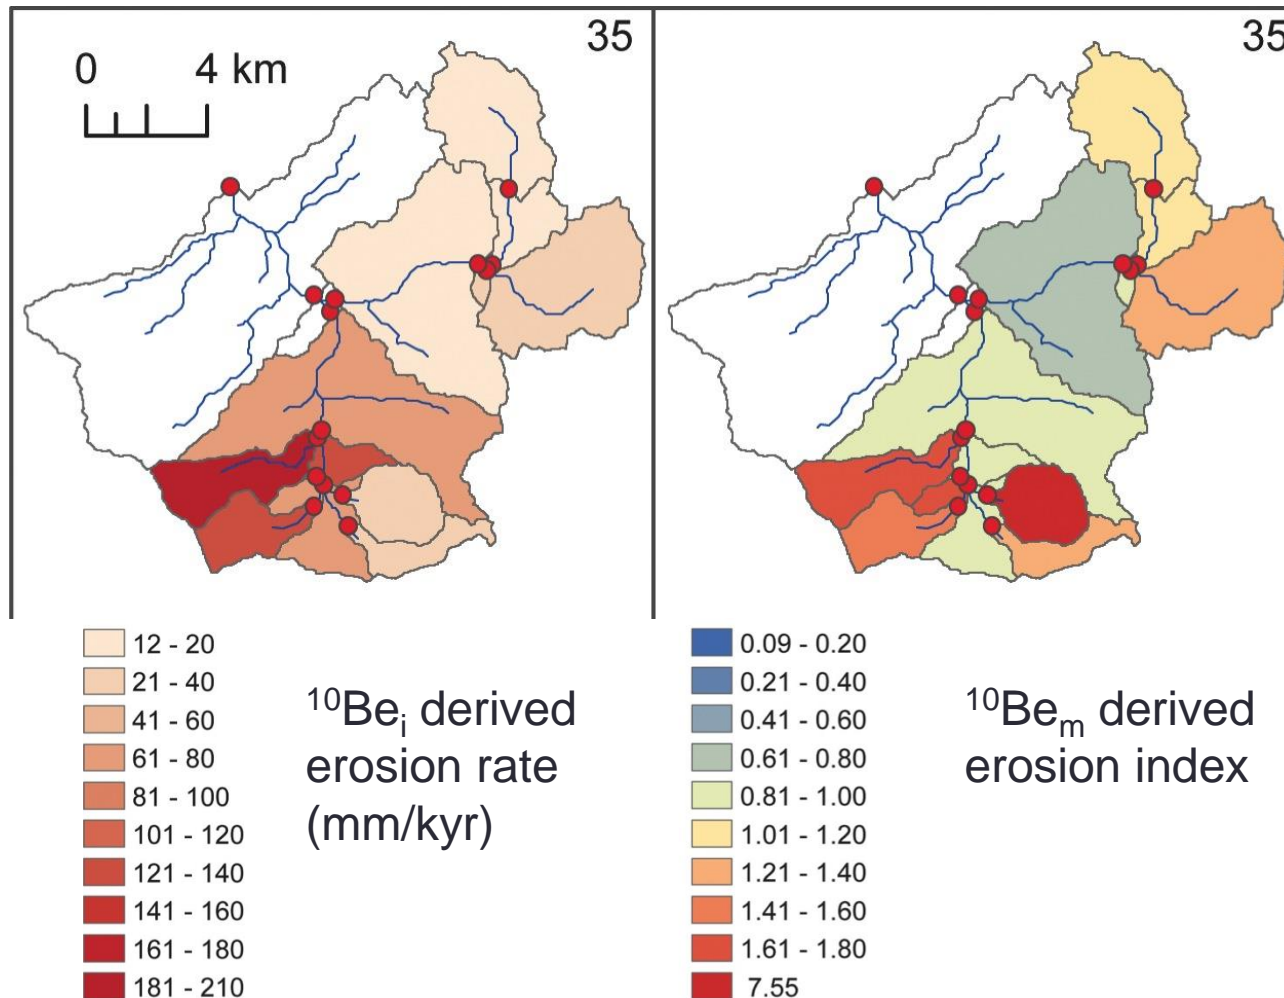 35
0 4 km
35
12 - 20
21 - 40
41 - 60
61 - 80
81 - 100
101 - 120
121 - 140
141 - 160
161 - 180
181 - 210
¹⁰Beᵢ derived
erosion rate
(mm/kyr)
0.09 - 0.20
0.21 - 0.40
0.41 - 0.60
0.61 - 0.80
0.81 - 1.00
1.01 - 1.20
1.21 - 1.40
1.41 - 1.60
1.61 - 1.80
7.55
¹⁰Beₘ derived
erosion index